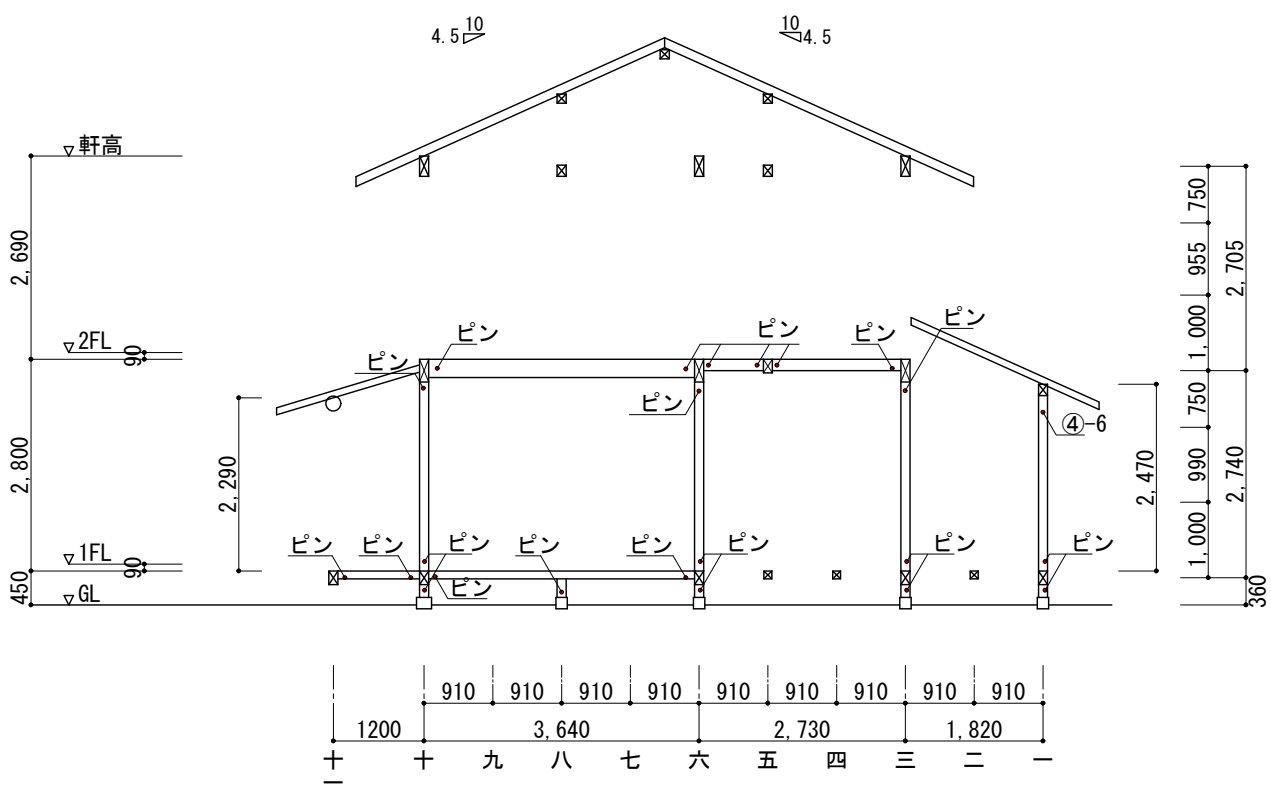 4.5 10
10 4.5
軒高
2,690
750
955
2,705
1,000
2FL
90
ピン
ピン
ピン
ピン
ピン
ピン
ピン
④-6
2,800
2,290
2,470
750
990
2,740
1,000
1FL
90
ピン
ピン
ピン
ピン
ピン
ピン
ピン
ピン
ピン
450
GL
360
910 910 910 910 910 910 910 910 910
1200 3,640 2,730 1,820
十一 十 九 八 七 六 五 四 三 二 一